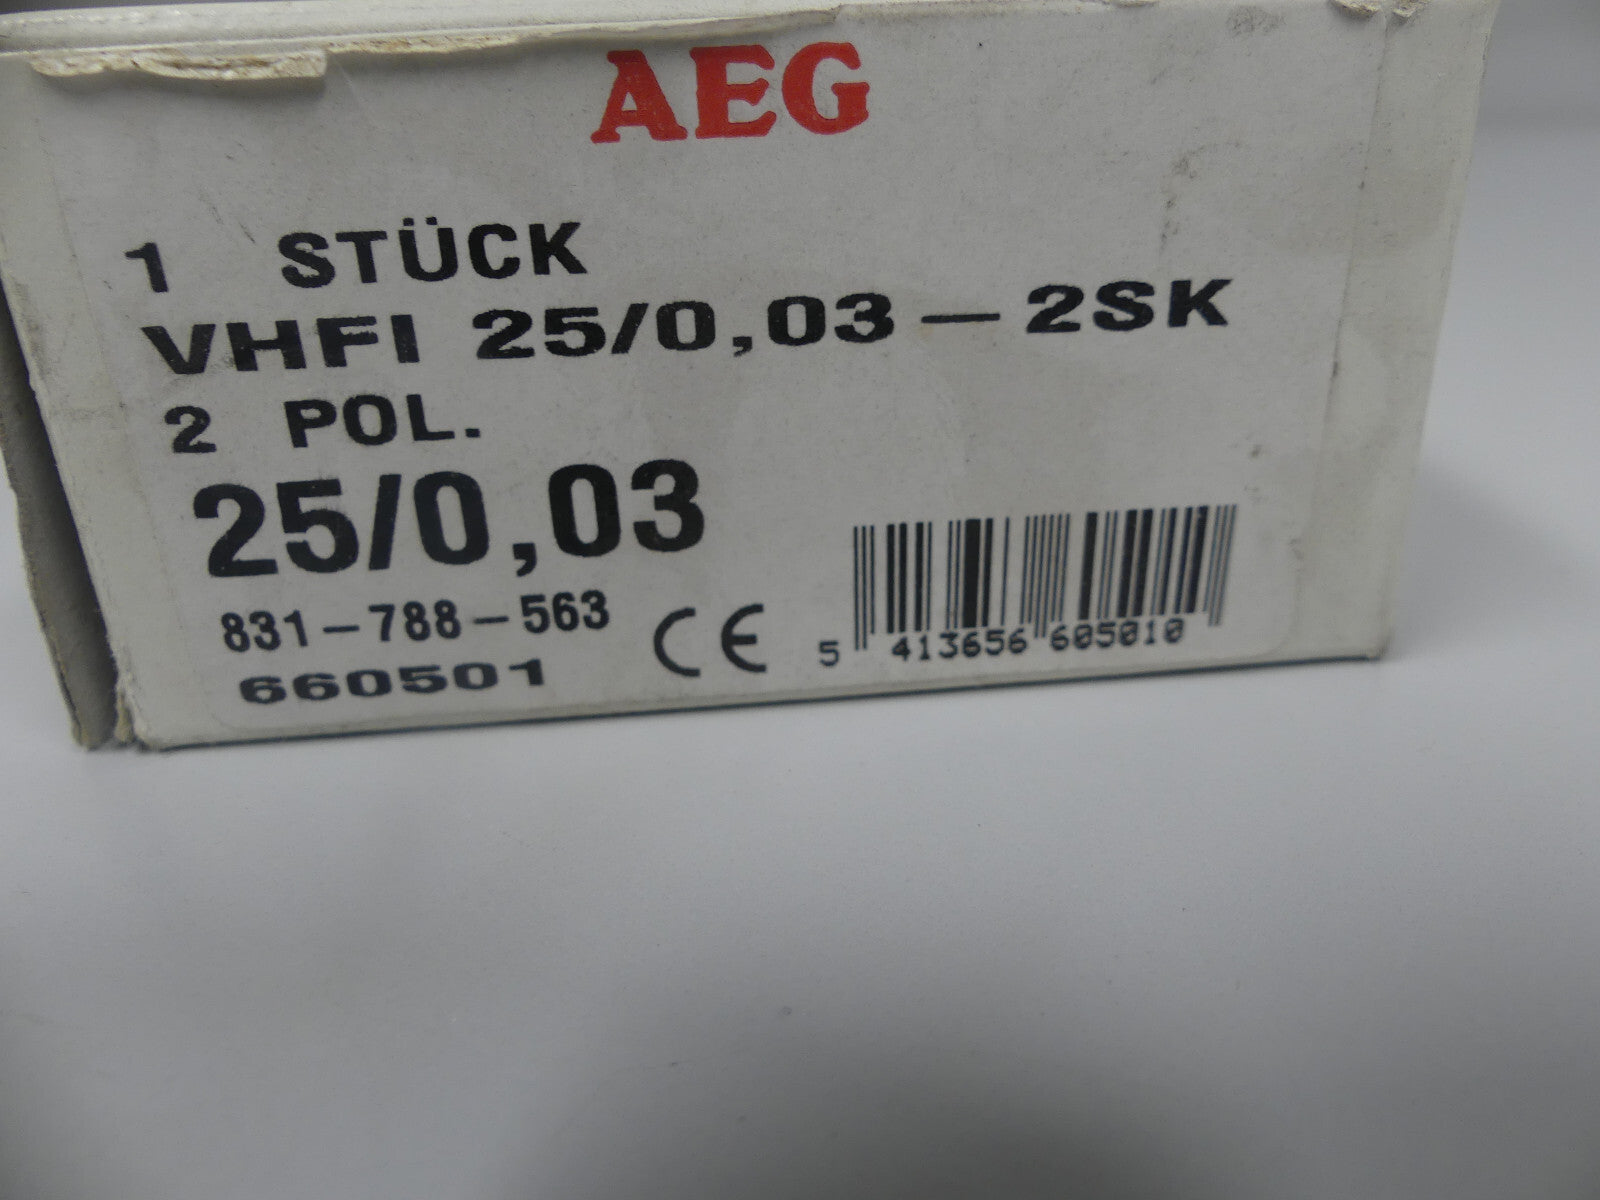 AEG
1 STÜCK
VHFI 25/0,03 — 2SK
2 POL.
25/0,03
831-788-563
660501
CE
5 413656 605010